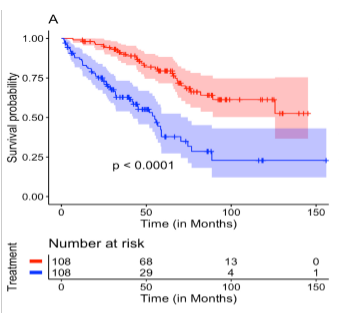 A
1.00
0.75
0.50
0.25
0.00
Survival probability
p < 0.0001
0 50 100 150
Time (in Months)
Number at risk
Treatment
108 68 13 0
108 29 4 1
0 50 100 150
Time (in Months)